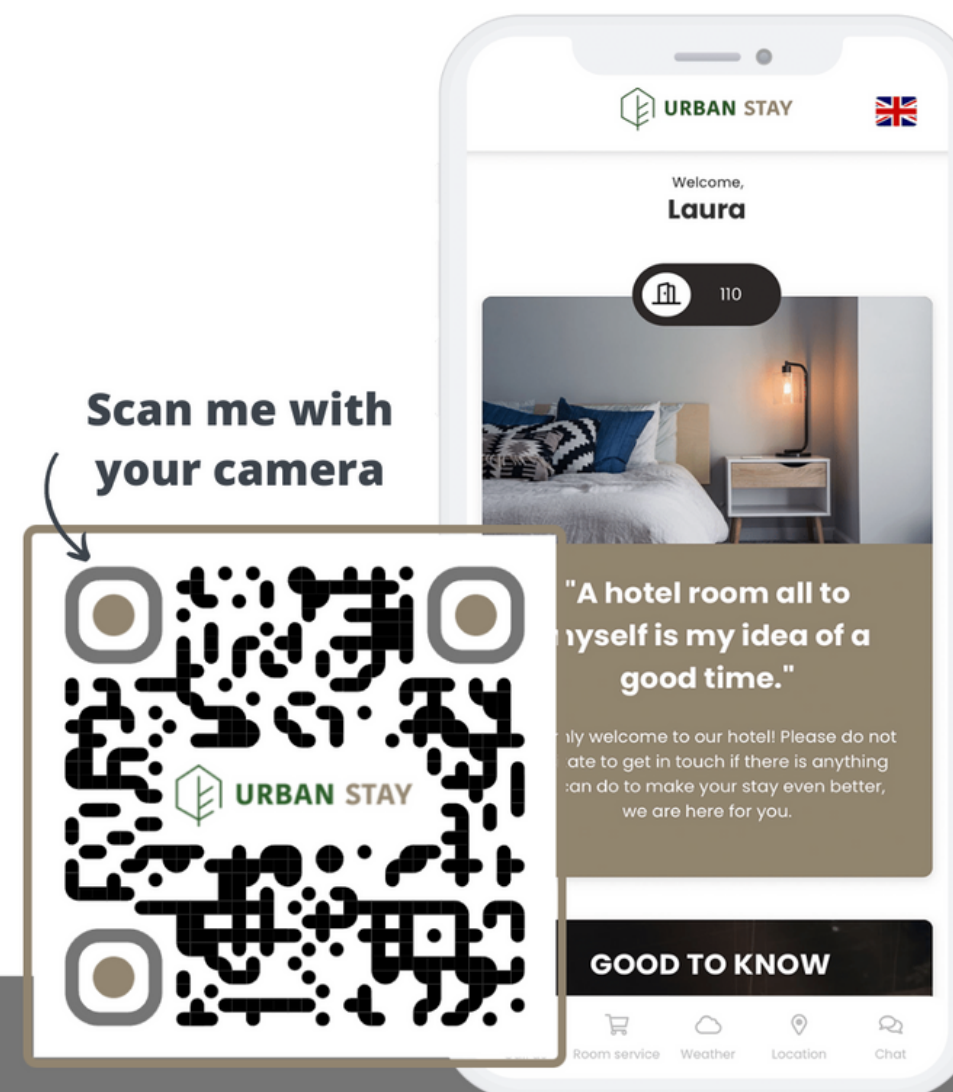 URBAN STAY
Welcome,
Laura
110
Scan me with
your camera
"A hotel room all to
is my idea of a
good time."
welcome to our hotel! Please do not
to get in touch if there is anything
can do to make your stay even better,
we are here for you.
URBAN STAY
GOOD TO KNOW
Room service Weather Location Chat